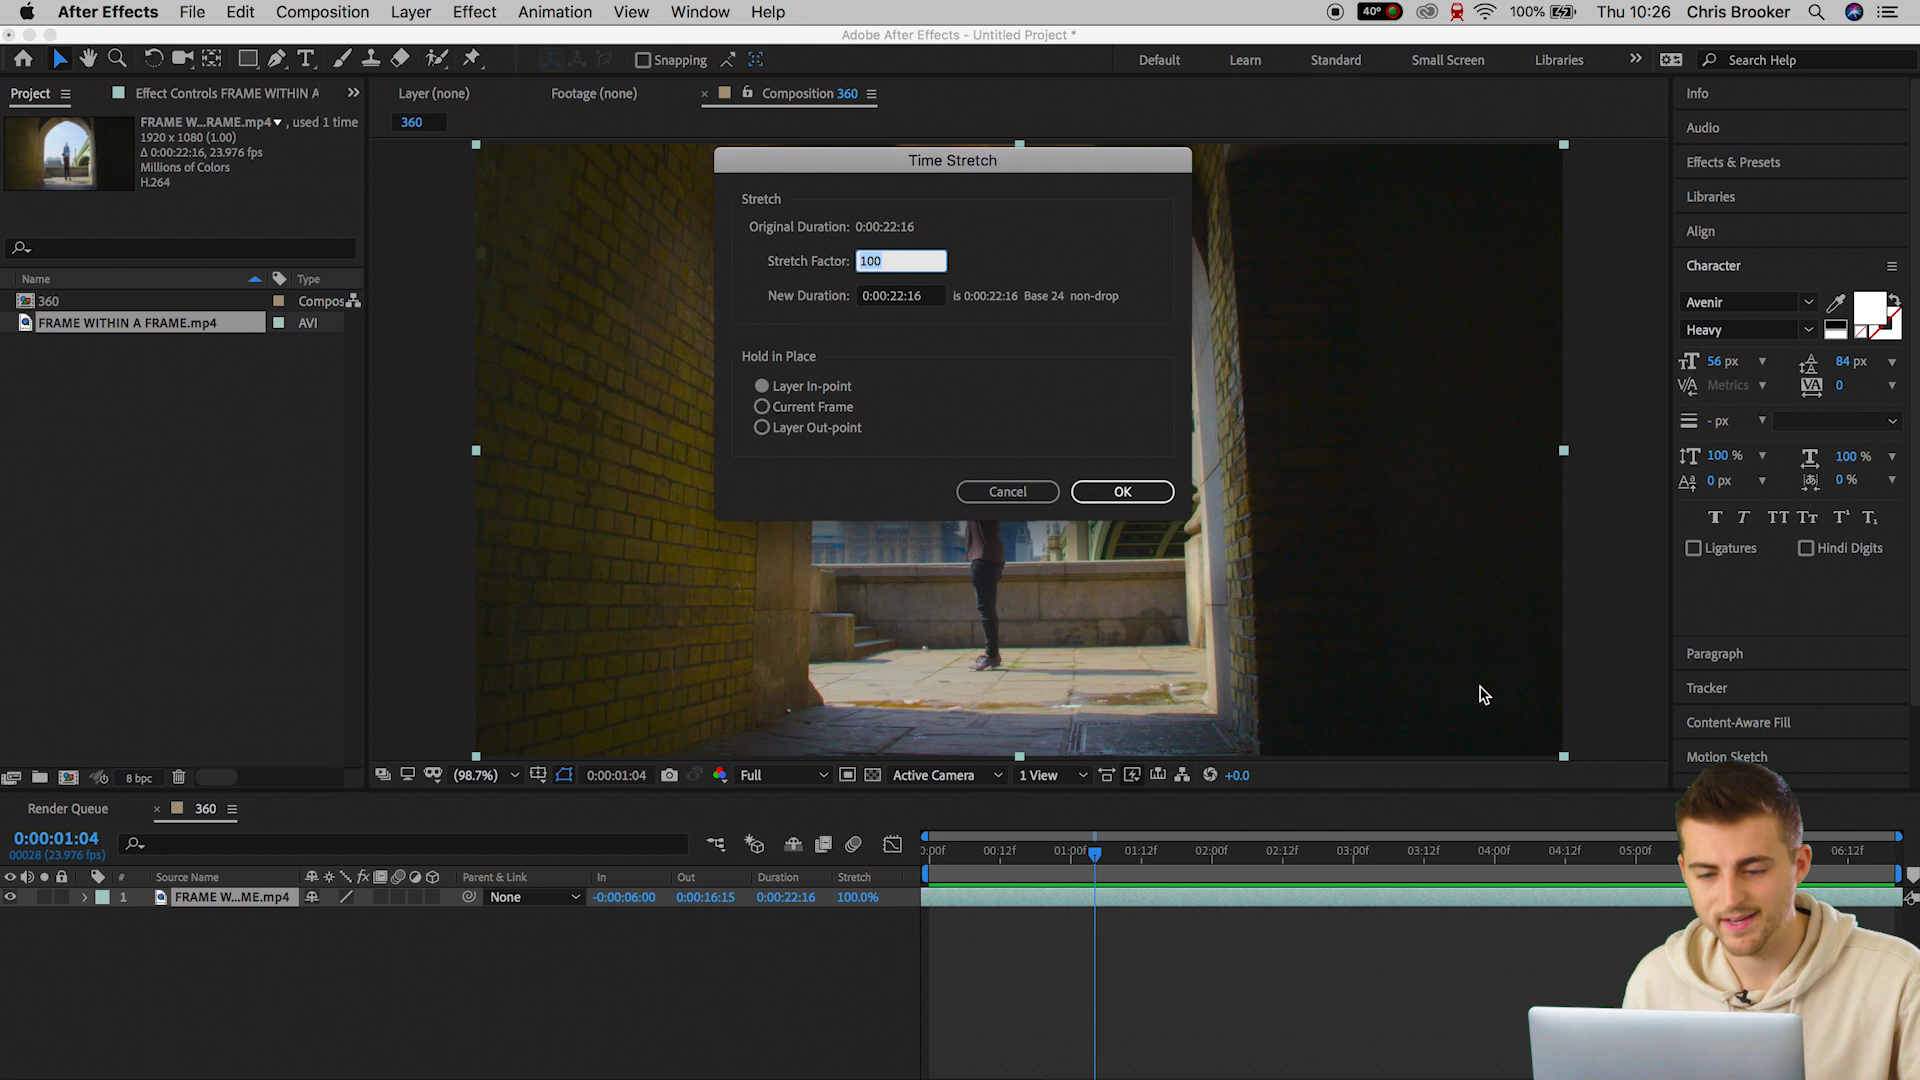 After Effects File Edit Composition Layer Effect Animation View Window Help 40° 100% Thu 10:26 Chris Brooker
Adobe After Effects - Untitled Project *
Snapping Default Learn Standard Small Screen Libraries Search Help
Project Effect Controls FRAME WITHIN A Layer (none) Footage (none) Composition 360 Info
360
FRAME W...RAME.mp4 , used 1 time
1920 x 1080 (1.00)
Δ 0:00:22:16, 23.976 fps)
Millions of Colors
H.264
Time Stretch
Stretch
Original Duration: 0:00:22:16
Stretch Factor: 100
New Duration: 0:00:22:16 is 0:00:22:16 Base 24 non-drop
Hold in Place
Layer In-point
Current Frame
Layer Out-point
Cancel OK
Name Type
360 Compos
FRAME WITHIN A FRAME.mp4 AVI
Audio
Effects & Presets
Libraries
Align
Character
Avenir
Heavy
56 px 84 px
Metrics 0
- px
100 % 100 %
0 px 0 %
T T TT Tт T¹ T₁
Ligatures Hindi Digits
Paragraph
Tracker
Content-Aware Fill
Motion Sketch
8 bpc (98.7%) 0:00:01:04 Full Active Camera 1 View +0.0
Render Queue 360
0:00:01:04
00028 (23.976 fps)
0:00f 00:12f 01:00f 01:12f 02:00f 02:12f 03:00f 03:12f 04:00f 04:12f 05:00f 06:12f
# Source Name fx Parent & Link In Out Duration Stretch
1 FRAME W...ME.mp4 None -0:00:06:00 0:00:16:15 0:00:22:16 100.0%